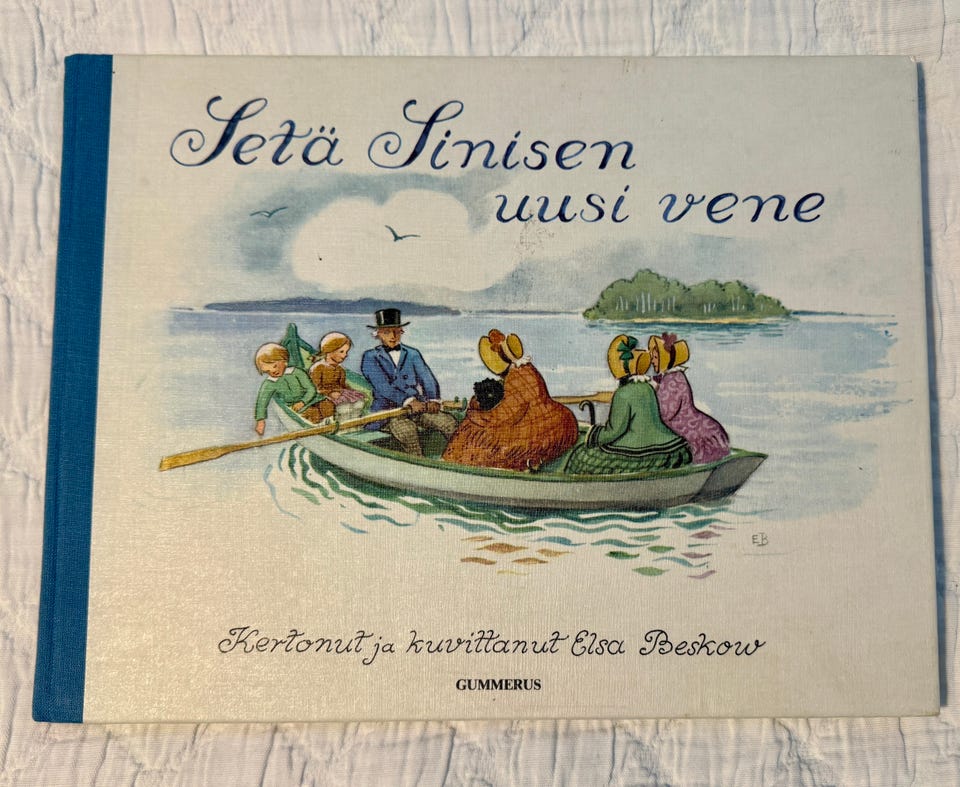 Setä Sinisen
uusi vene
EB
Kertonut ja kuvittanut Elsa Beskow
GUMMERUS